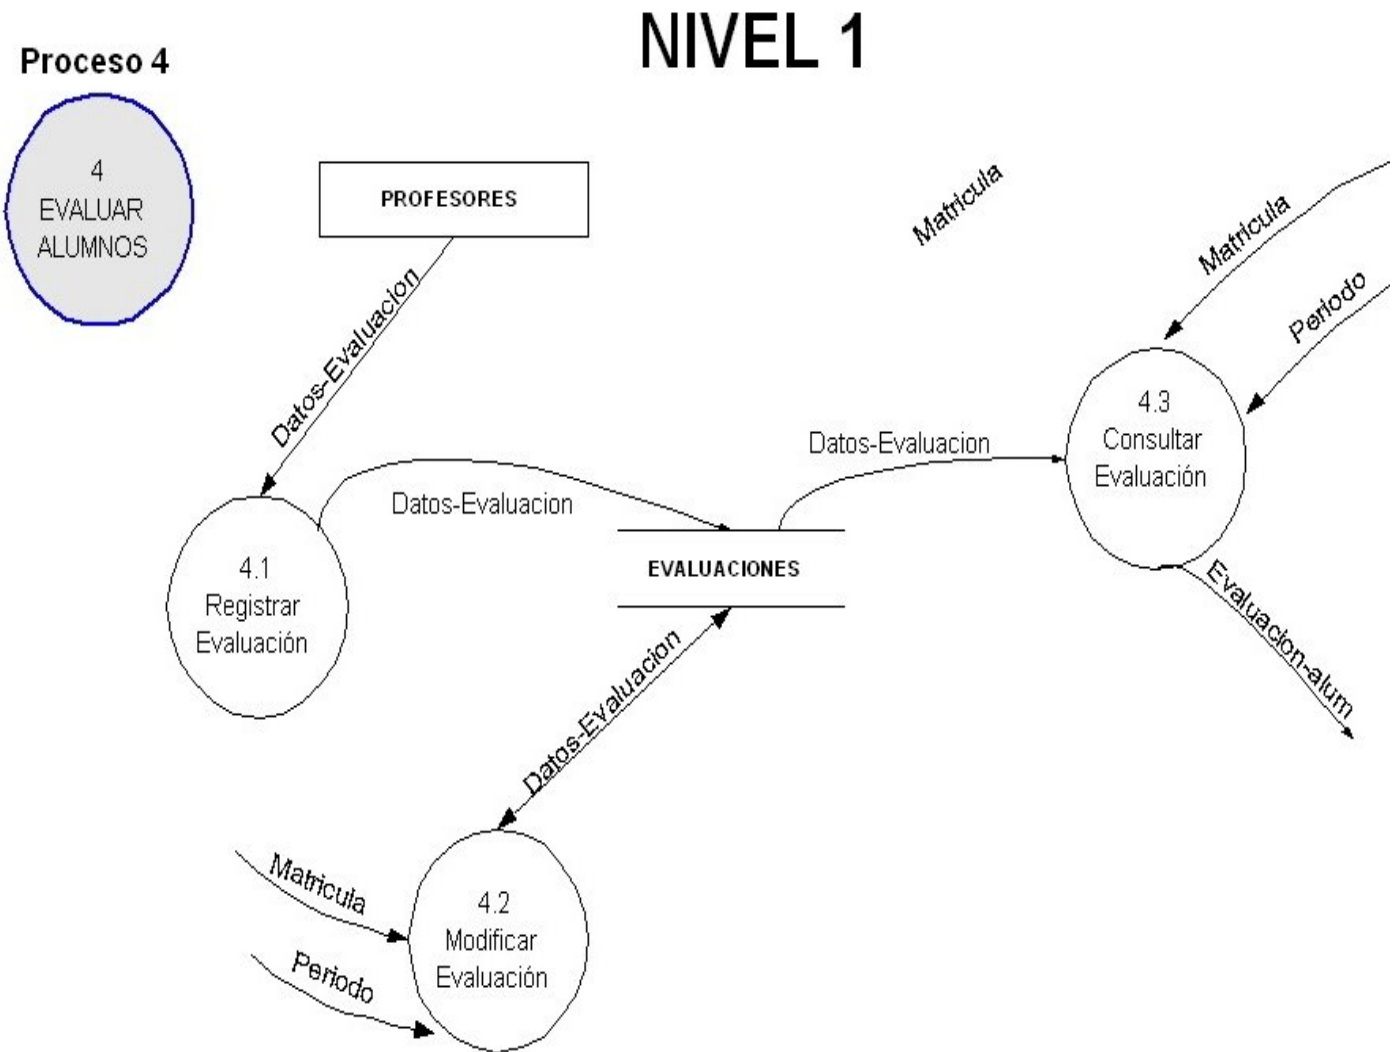 NIVEL 1
Proceso 4
4
EVALUAR
ALUMNOS
PROFESORES
Matricula
Matricula
Periodo
Datos-Evaluacion
4.3
Consultar
Evaluación
Datos-Evaluacion
Datos-Evaluacion
4.1
Registrar
Evaluación
EVALUACIONES
Evaluacion-alum
Datos-Evaluacion
Matricula
4.2
Modificar
Evaluación
Periodo